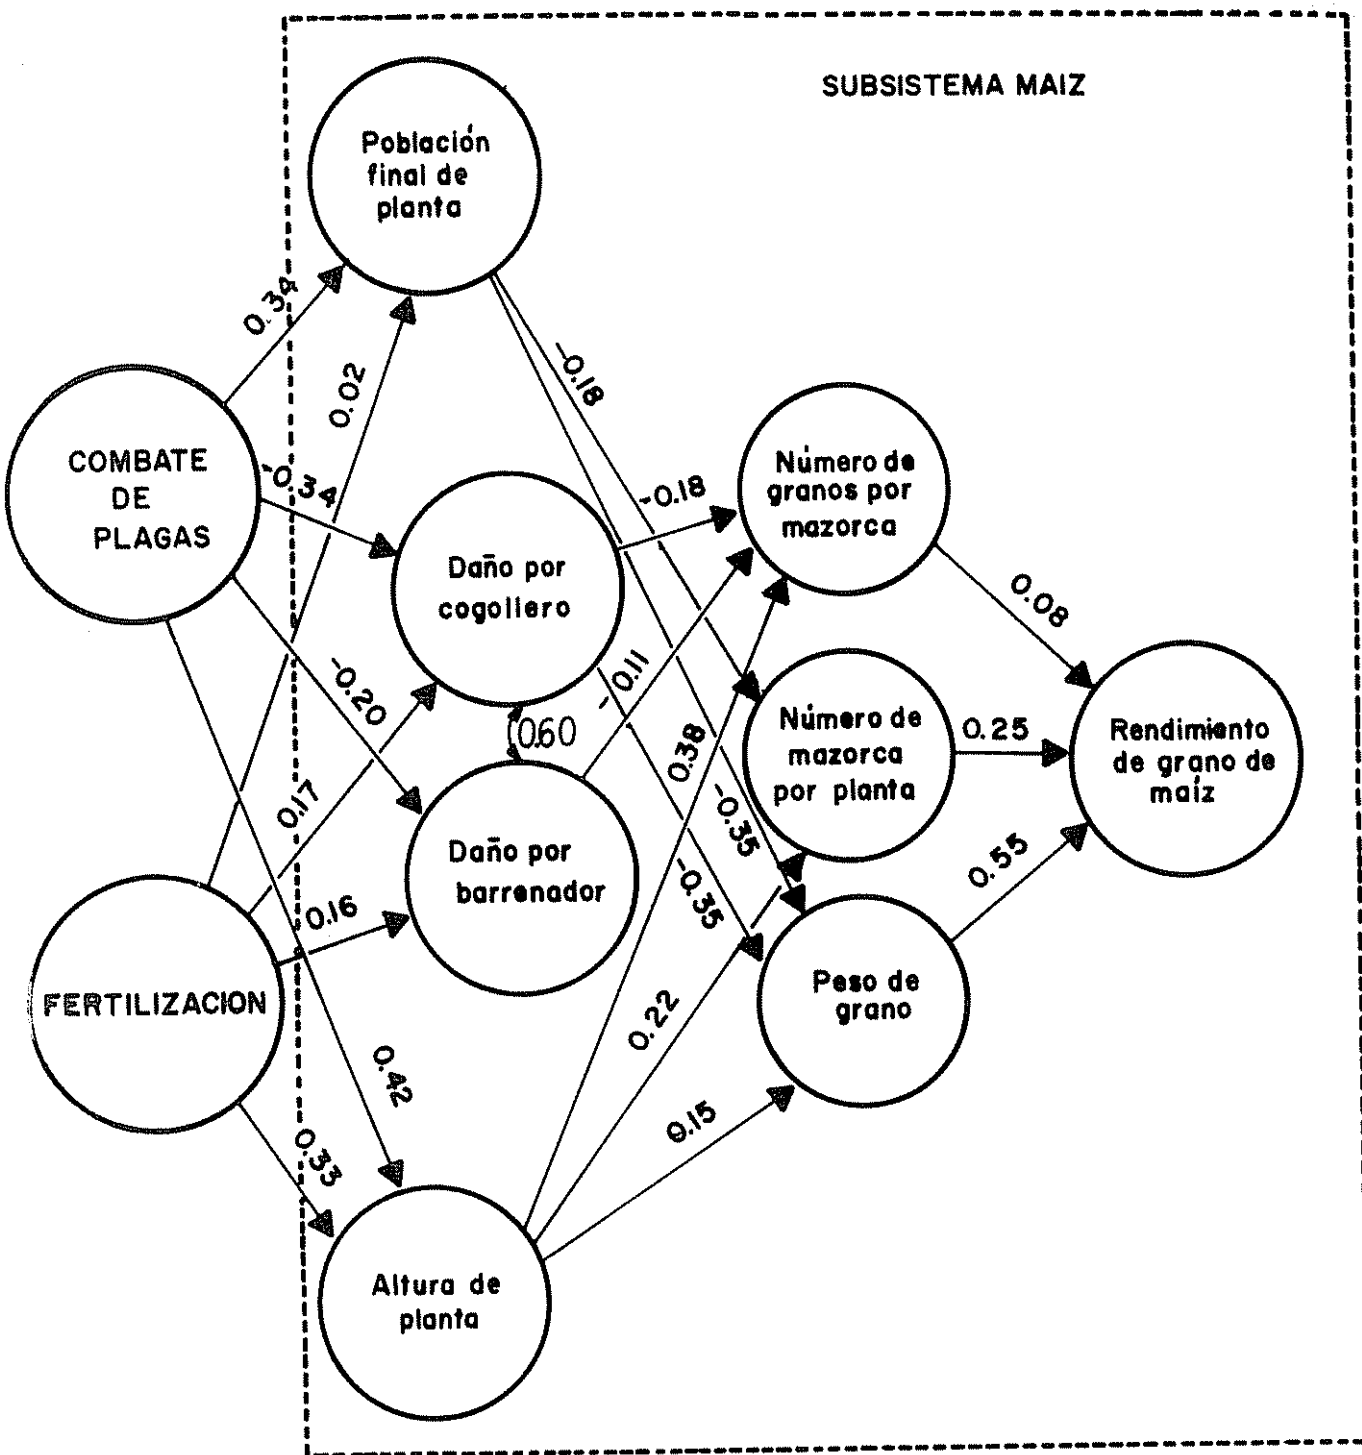 SUBSISTEMA MAIZ
Población
final de
planta
0.34
0.02
-0.18
COMBATE
DE
PLAGAS
-0.34
Número de
granos por
mazorca
-0.18
Daño por
cogollero
0.08
-0.20
-0.11
0.60
0.38
Número de
mazorca
por planta
0.25
Rendimiento
de grano de
maíz
0.17
-0.35
-0.35
Daño por
barrenador
0.55
0.16
FERTILIZACION
Peso de
grano
0.22
0.42
0.15
0.33
Altura de
planta